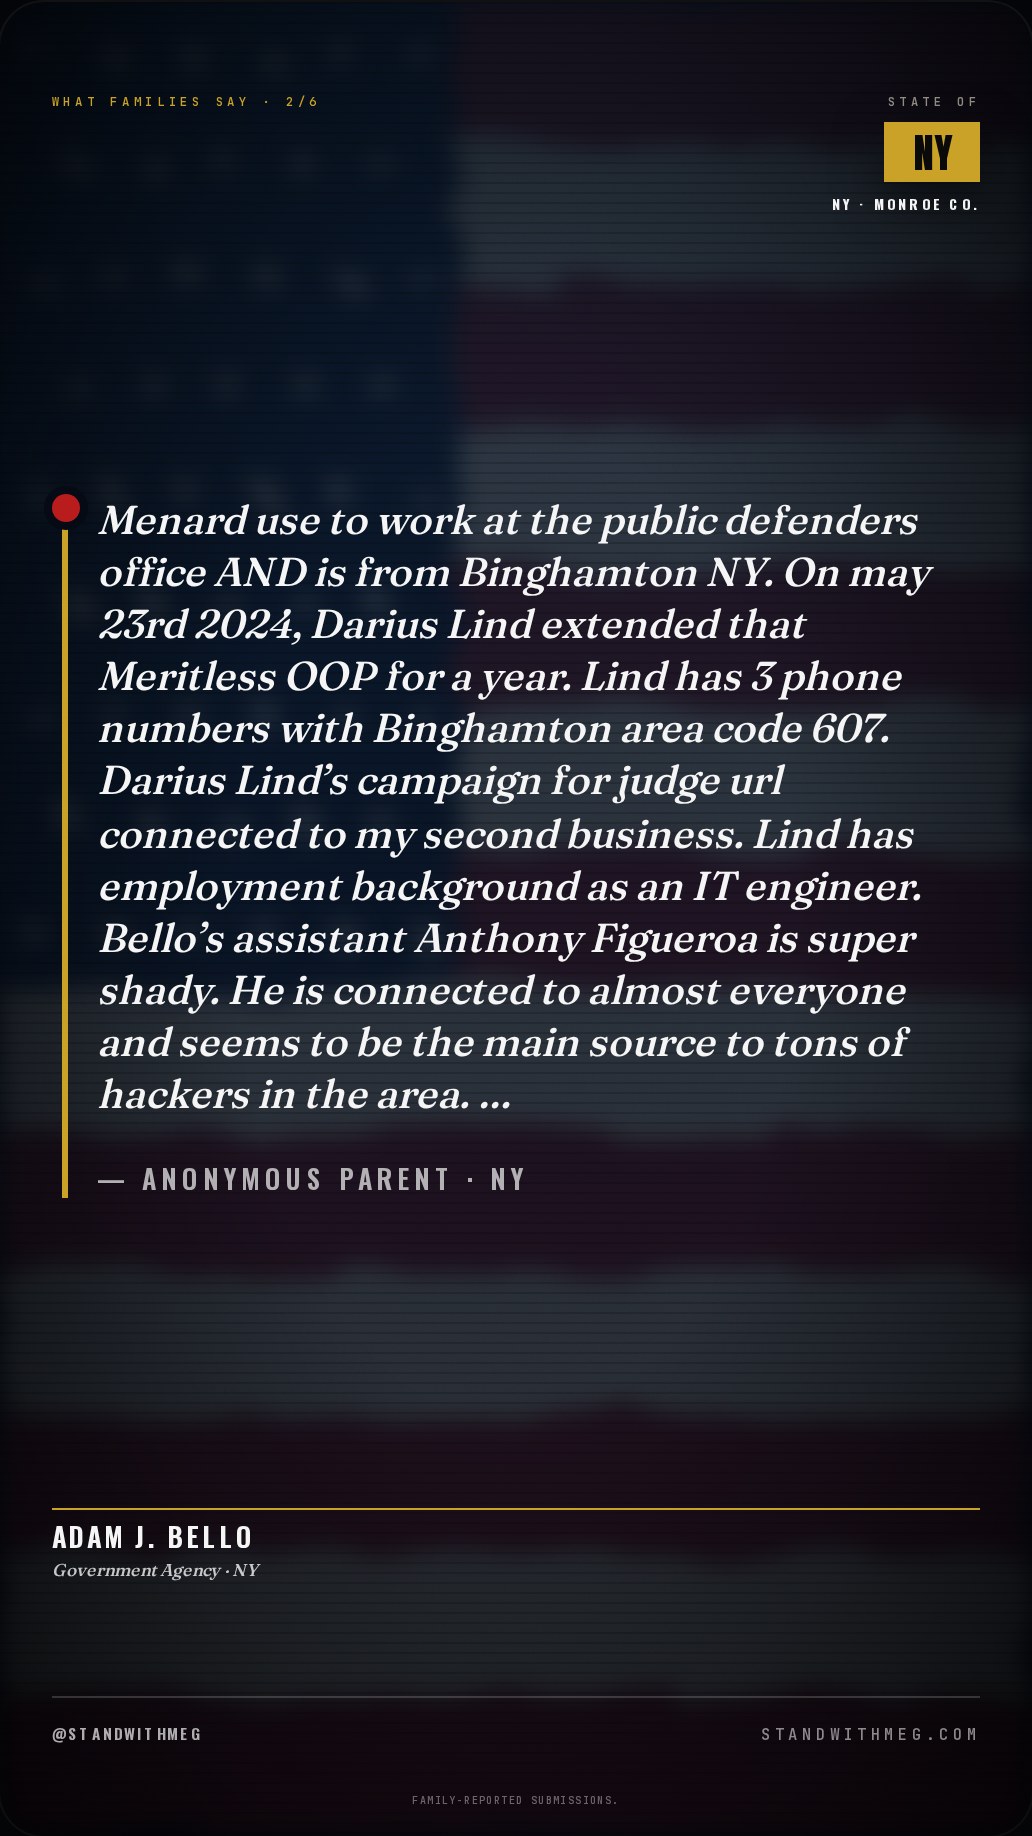 WHAT FAMILIES SAY · 2/6
STATE OF
NY
NY · MONROE CO.
Menard use to work at the public defenders
office AND is from Binghamton NY. On may
23rd 2024, Darius Lind extended that
Meritless OOP for a year. Lind has 3 phone
numbers with Binghamton area code 607.
Darius Lind’s campaign for judge url
connected to my second business. Lind has
employment background as an IT engineer.
Bello’s assistant Anthony Figueroa is super
shady. He is connected to almost everyone
and seems to be the main source to tons of
hackers in the area. ...
— ANONYMOUS PARENT · NY
ADAM J. BELLO
Government Agency · NY
@STANDWITHMEG
STANDWITHMEG.COM
FAMILY-REPORTED SUBMISSIONS.